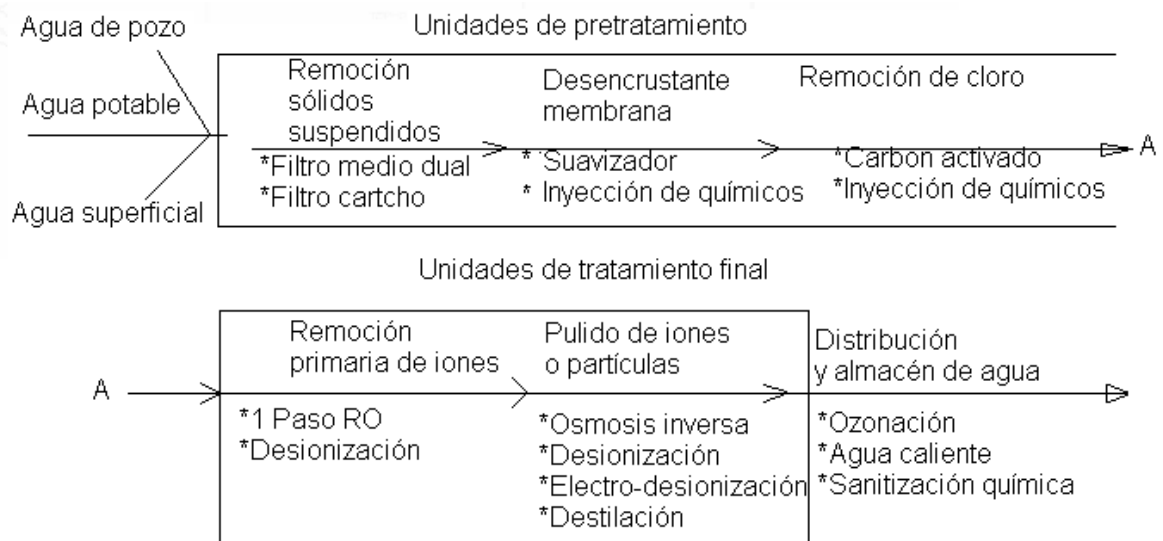 Unidades de pretratamiento
Agua de pozo
Agua potable
Agua superficial
Remoción
sólidos
suspendidos
*Filtro medio dual
*Filtro cartcho
Desencrustante
membrana
* Suavizador
* Inyección de químicos
Remoción de cloro
*Carbon activado
*Inyección de químicos
A
Unidades de tratamiento final
A
Remoción
primaria de iones
*1 Paso RO
*Desionización
Pulido de iones
o partículas
*Osmosis inversa
*Desionización
*Electro-desionización
*Destilación
Distribución
y almacén de agua
*Ozonación
*Agua caliente
*Sanitización química